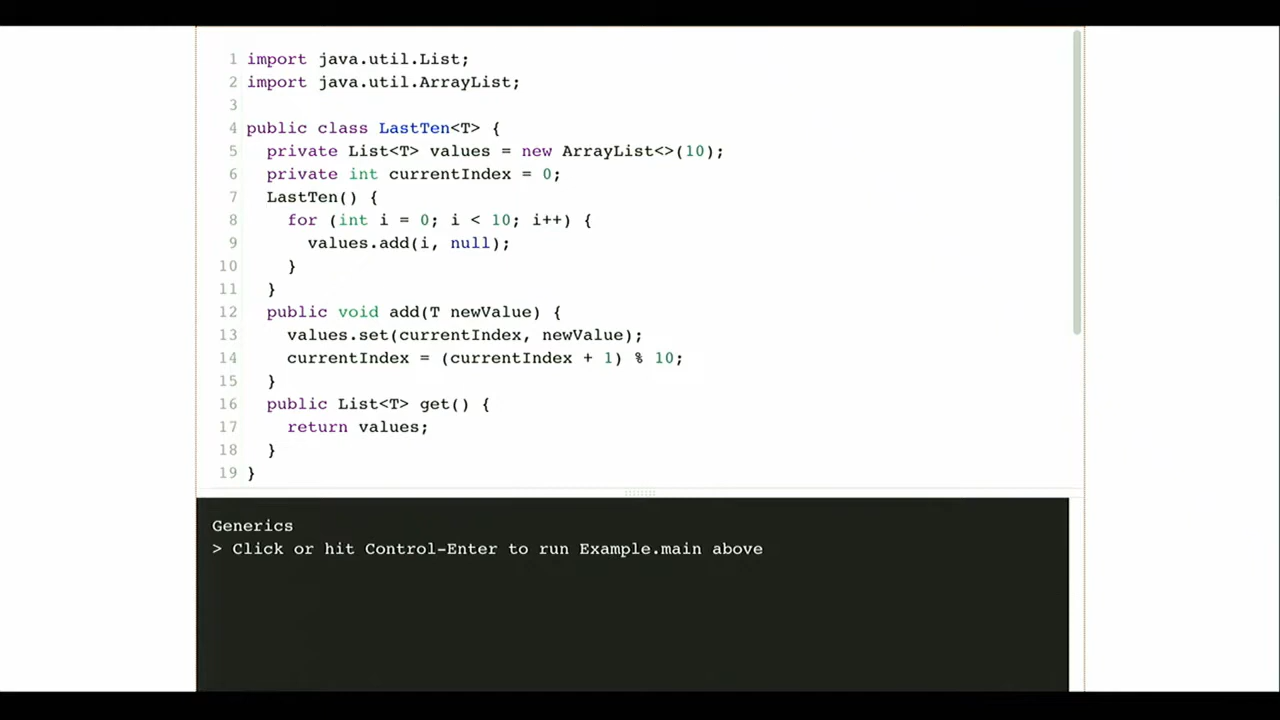 1 import java.util.List;
2 import java.util.ArrayList;
3
4 public class LastTen<T> {
5   private List<T> values = new ArrayList<>(10);
6   private int currentIndex = 0;
7   LastTen() {
8     for (int i = 0; i < 10; i++) {
9       values.add(i, null);
10     }
11   }
12   public void add(T newValue) {
13     values.set(currentIndex, newValue);
14     currentIndex = (currentIndex + 1) % 10;
15   }
16   public List<T> get() {
17     return values;
18   }
19 }
Generics
> Click or hit Control-Enter to run Example.main above